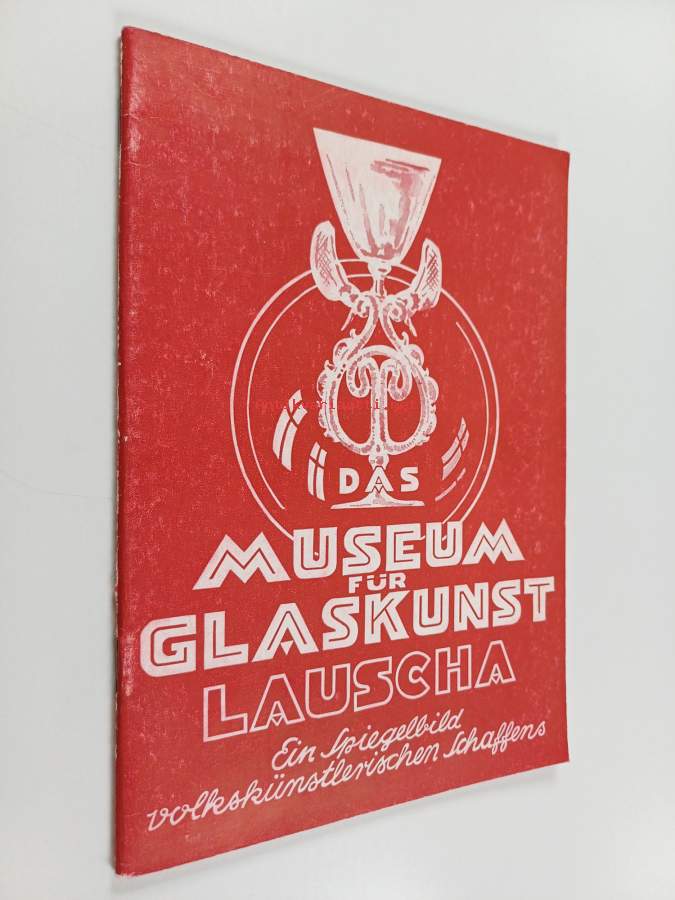 DAS
MUSEUM
FÜR
GLASKUNST
LAUSCHA
Ein Spiegelbild
volkskünstlerischen Schaffens